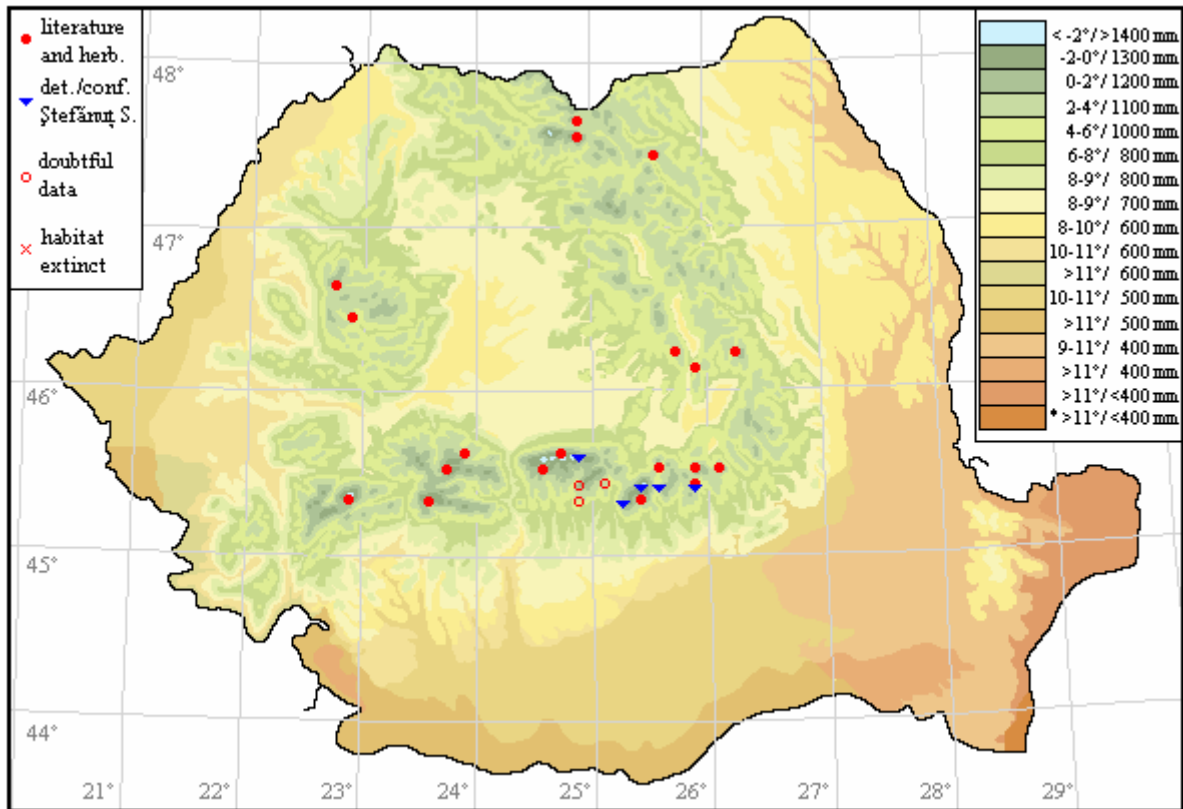 literature
and herb.
det./conf.
Ştefănuţ S.
doubtful
data
habitat
extinct
< -2°/>1400 mm
-2-0°/ 1300 mm
0-2°/ 1200 mm
2-4°/ 1100 mm
4-6°/ 1000 mm
6-8°/ 800 mm
8-9°/ 800 mm
8-9°/ 700 mm
8-10°/ 600 mm
10-11°/ 600 mm
>11°/ 600 mm
10-11°/ 500 mm
>11°/ 500 mm
9-11°/ 400 mm
>11°/ 400 mm
>11°/<400 mm
* >11°/<400 mm
48°
47°
46°
45°
44°
21°
22°
23°
24°
25°
26°
27°
28°
29°